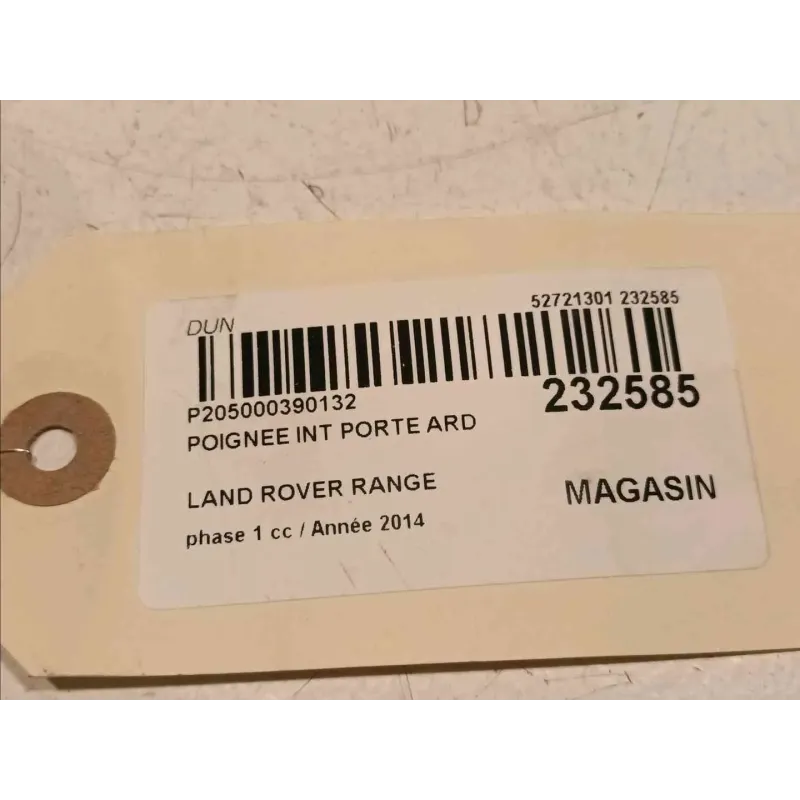 DUN
52721301 232585
P205000390132
232585
POIGNEE INT PORTE ARD
LAND ROVER RANGE
MAGASIN
phase 1 cc / Année 2014